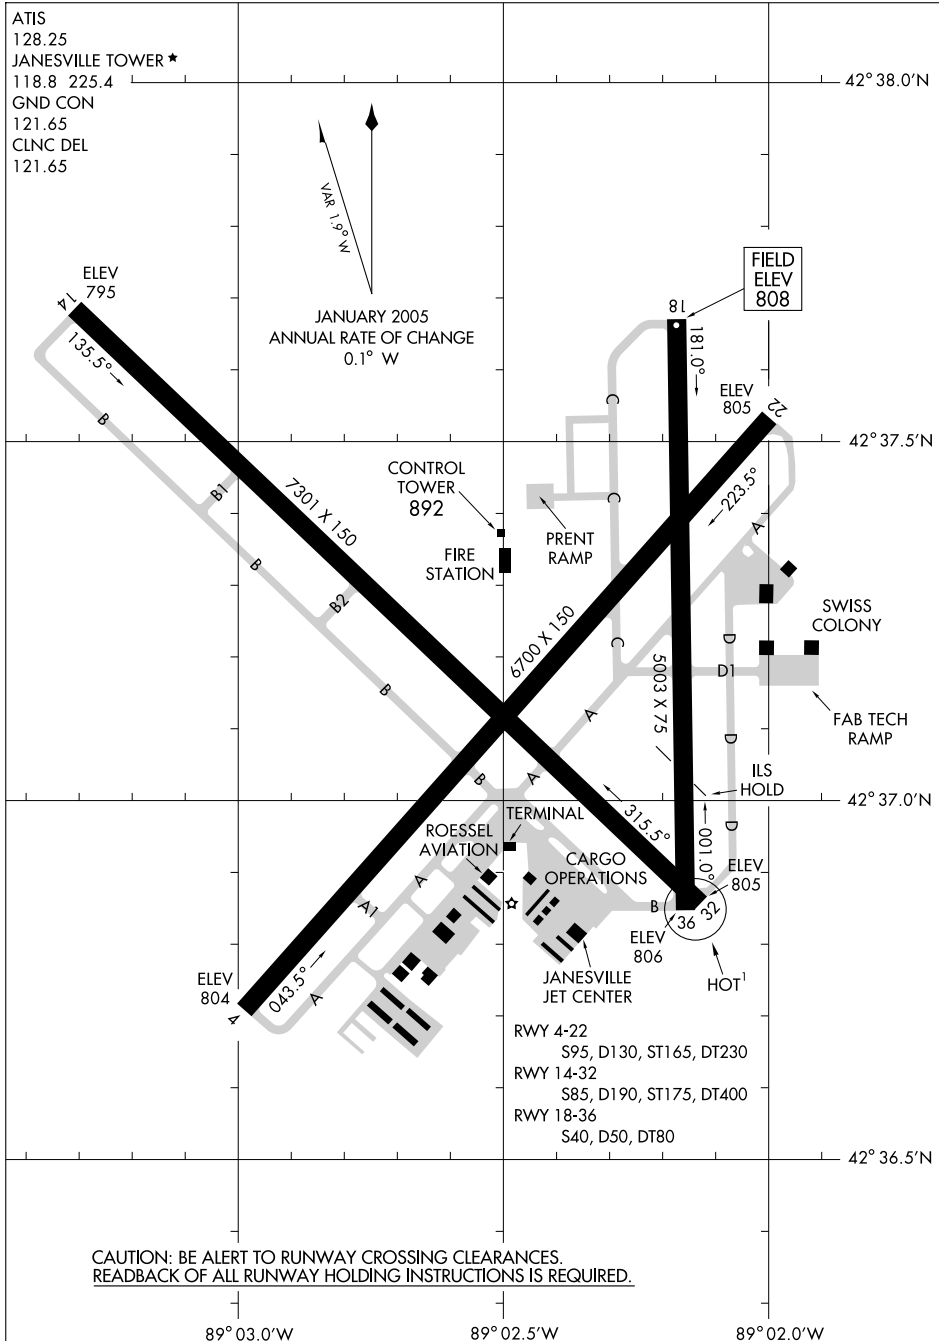 ATIS
128.25
JANESVILLE TOWER ★
118.8 225.4
GND CON
121.65
CLNC DEL
121.65
42° 38.0'N
VAR 1.9° W
JANUARY 2005
ANNUAL RATE OF CHANGE
0.1° W
FIELD
ELEV
808
ELEV
795
14
135.5°
18
181.0°
ELEV
805
22
223.5°
42° 37.5'N
B
B1
7301 X 150
CONTROL
TOWER
892
FIRE
STATION
PRENT
RAMP
C
C
A
B
B2
6700 X 150
C
D
D1
SWISS
COLONY
5003 X 75
B
A
D
FAB TECH
RAMP
B
A
ILS
HOLD
42° 37.0'N
TERMINAL
ROESSEL
AVIATION
315.5°
001.0°
D
CARGO
OPERATIONS
ELEV
805
A
A1
B
36
32
ELEV
806
HOT1
JANESVILLE
JET CENTER
ELEV
804
043.5°
A
4
RWY 4-22
S95, D130, ST165, DT230
RWY 14-32
S85, D190, ST175, DT400
RWY 18-36
S40, D50, DT80
42° 36.5'N
CAUTION: BE ALERT TO RUNWAY CROSSING CLEARANCES.
READBACK OF ALL RUNWAY HOLDING INSTRUCTIONS IS REQUIRED.
89° 03.0'W
89° 02.5'W
89° 02.0'W